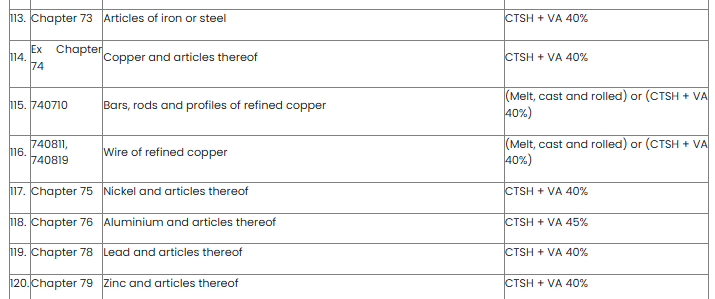 113. Chapter 73 Articles of iron or steel CTSH + VA 40%
114. Ex Chapter 74 Copper and articles thereof CTSH + VA 40%
115. 740710 Bars, rods and profiles of refined copper (Melt, cast and rolled) or (CTSH + VA 40%)
116. 740811, 740819 Wire of refined copper (Melt, cast and rolled) or (CTSH + VA 40%)
117. Chapter 75 Nickel and articles thereof CTSH + VA 40%
118. Chapter 76 Aluminium and articles thereof CTSH + VA 45%
119. Chapter 78 Lead and articles thereof CTSH + VA 40%
120. Chapter 79 Zinc and articles thereof CTSH + VA 40%